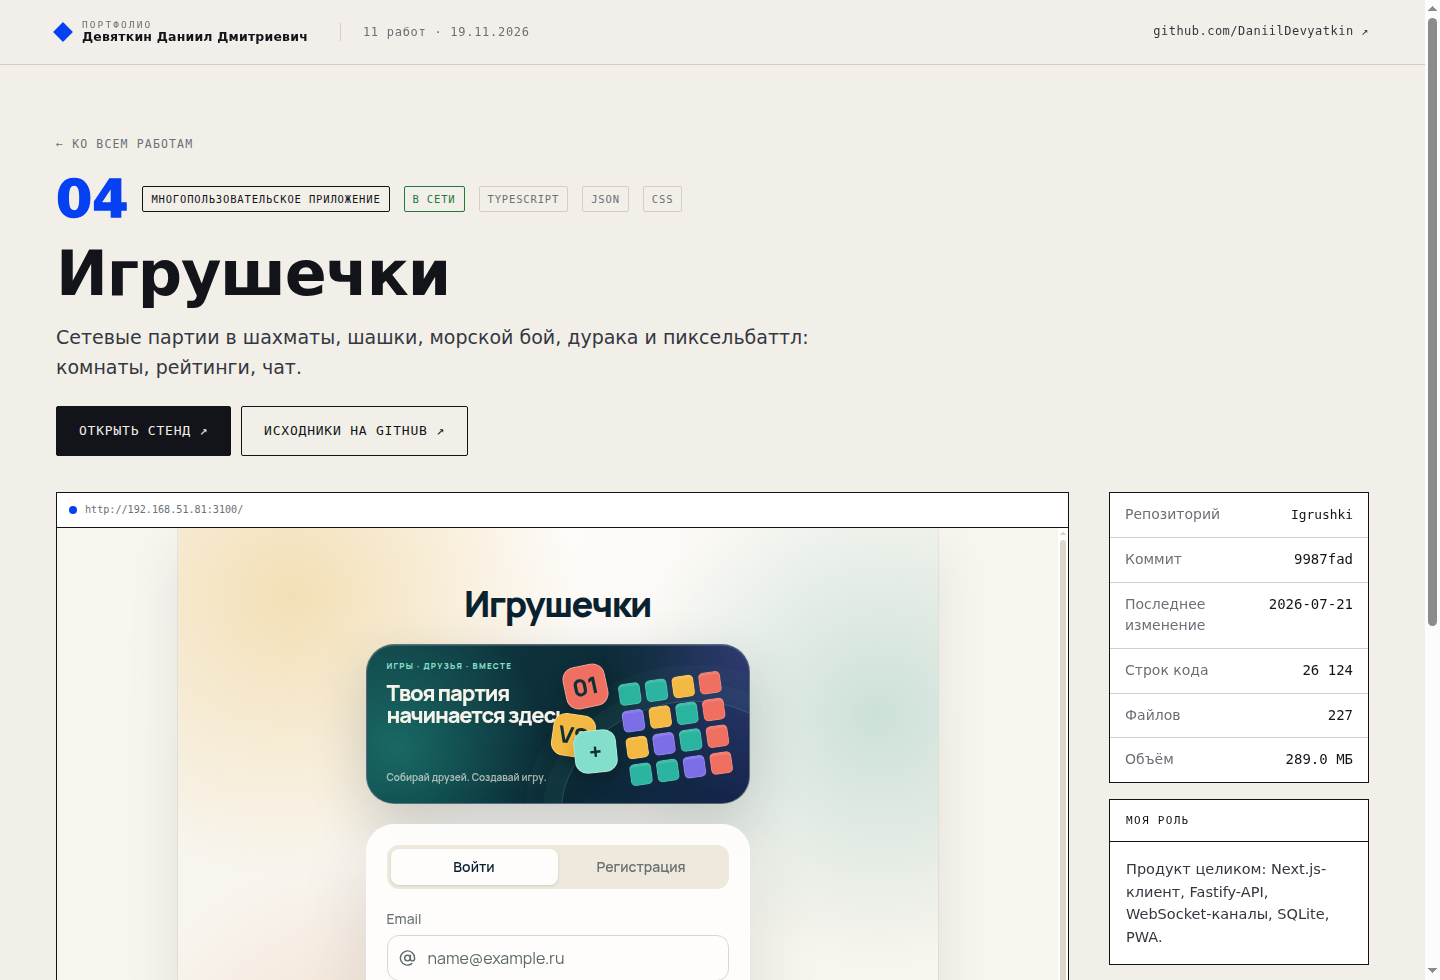 ПОРТФОЛИО
Девяткин Даниил Дмитриевич
11 работ · 19.11.2026
github.com/DaniilDevyatkin ↗
← КО ВСЕМ РАБОТАМ
04
МНОГОПОЛЬЗОВАТЕЛЬСКОЕ ПРИЛОЖЕНИЕ
В СЕТИ
TYPESCRIPT
JSON
CSS
Игрушечки
Сетевые партии в шахматы, шашки, морской бой, дурака и пиксельбаттл:
комнаты, рейтинги, чат.
ОТКРЫТЬ СТЕНД ↗
ИСХОДНИКИ НА GITHUB ↗
http://192.168.51.81:3100/
Игрушечки
ИГРЫ · ДРУЗЬЯ · ВМЕСТЕ
Твоя партия
начинается здесь
01
VS
+
Собирай друзей. Создавай игру.
Войти
Регистрация
Email
@ name@example.ru
Репозиторий Igrushki
Коммит 9987fad
Последнее изменение 2026-07-21
Строк кода 26 124
Файлов 227
Объём 289.0 МБ
МОЯ РОЛЬ
Продукт целиком: Next.js-
клиент, Fastify-API,
WebSocket-каналы, SQLite,
PWA.